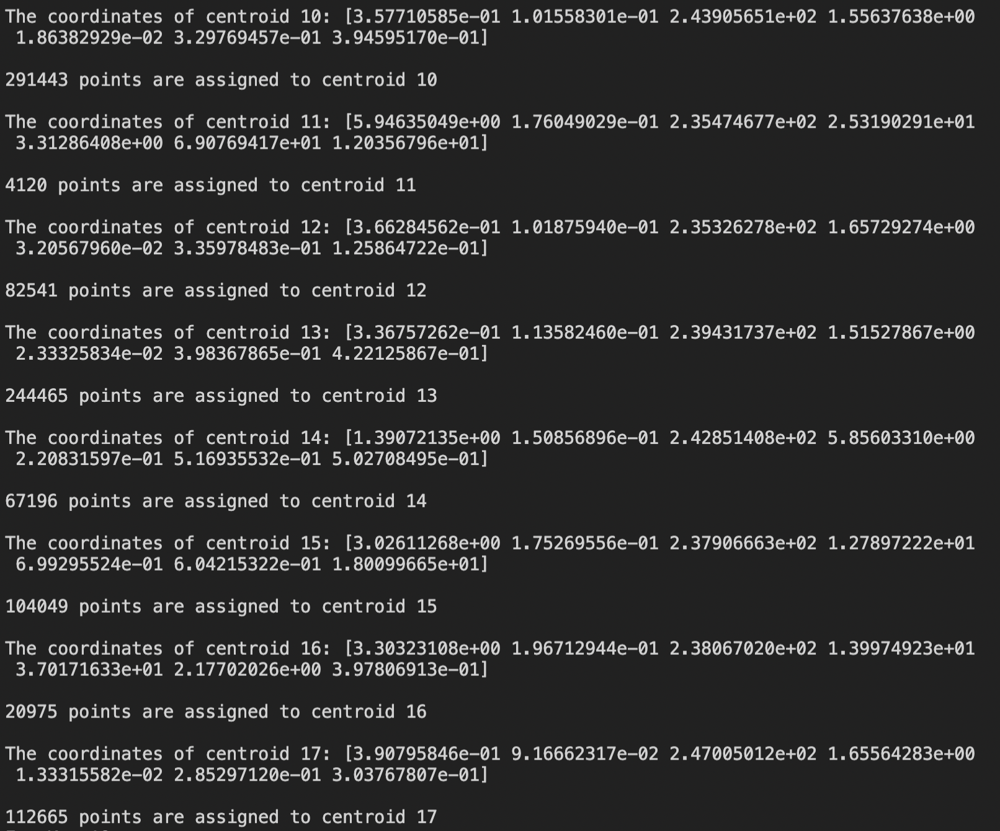 The coordinates of centroid 10: [3.57710585e-01 1.01558301e-01 2.43905651e+02 1.55637638e+00
1.86382929e-02 3.29769457e-01 3.94595170e-01]
291443 points are assigned to centroid 10
The coordinates of centroid 11: [5.94635049e+00 1.76049029e-01 2.35474677e+02 2.53190291e+01
3.31286408e+00 6.90769417e+01 1.20356796e+01]
4120 points are assigned to centroid 11
The coordinates of centroid 12: [3.66284562e-01 1.01875940e-01 2.35326278e+02 1.65729274e+00
3.20567960e-02 3.35978483e-01 1.25864722e-01]
82541 points are assigned to centroid 12
The coordinates of centroid 13: [3.36757262e-01 1.13582460e-01 2.39431737e+02 1.51527867e+00
2.33325834e-02 3.98367865e-01 4.22125867e-01]
244465 points are assigned to centroid 13
The coordinates of centroid 14: [1.39072135e+00 1.50856896e-01 2.42851408e+02 5.85603310e+00
2.20831597e-01 5.16935532e-01 5.02708495e-01]
67196 points are assigned to centroid 14
The coordinates of centroid 15: [3.02611268e+00 1.75269556e-01 2.37906663e+02 1.27897222e+01
6.99295524e-01 6.04215322e-01 1.80099665e+01]
104049 points are assigned to centroid 15
The coordinates of centroid 16: [3.30323108e+00 1.96712944e-01 2.38067020e+02 1.39974923e+01
3.70171633e+01 2.17702026e+00 3.97806913e-01]
20975 points are assigned to centroid 16
The coordinates of centroid 17: [3.90795846e-01 9.16662317e-02 2.47005012e+02 1.65564283e+00
1.33315582e-02 2.85297120e-01 3.03767807e-01]
112665 points are assigned to centroid 17